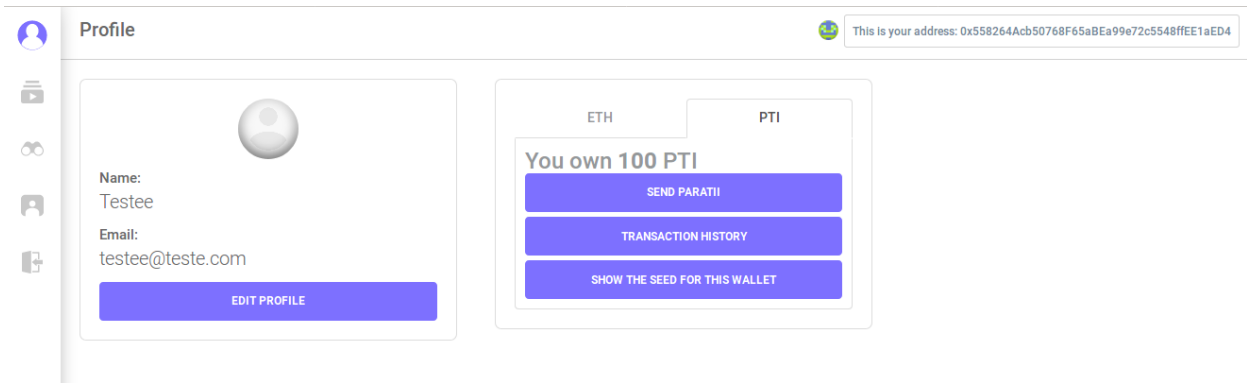 Profile
This is your address: 0x558264Acb50768F65aBEa99e72c5548ffEE1aED4
Name:
Testee
Email:
testee@teste.com
EDIT PROFILE
ETH
PTI
You own 100 PTI
SEND PARATII
TRANSACTION HISTORY
SHOW THE SEED FOR THIS WALLET